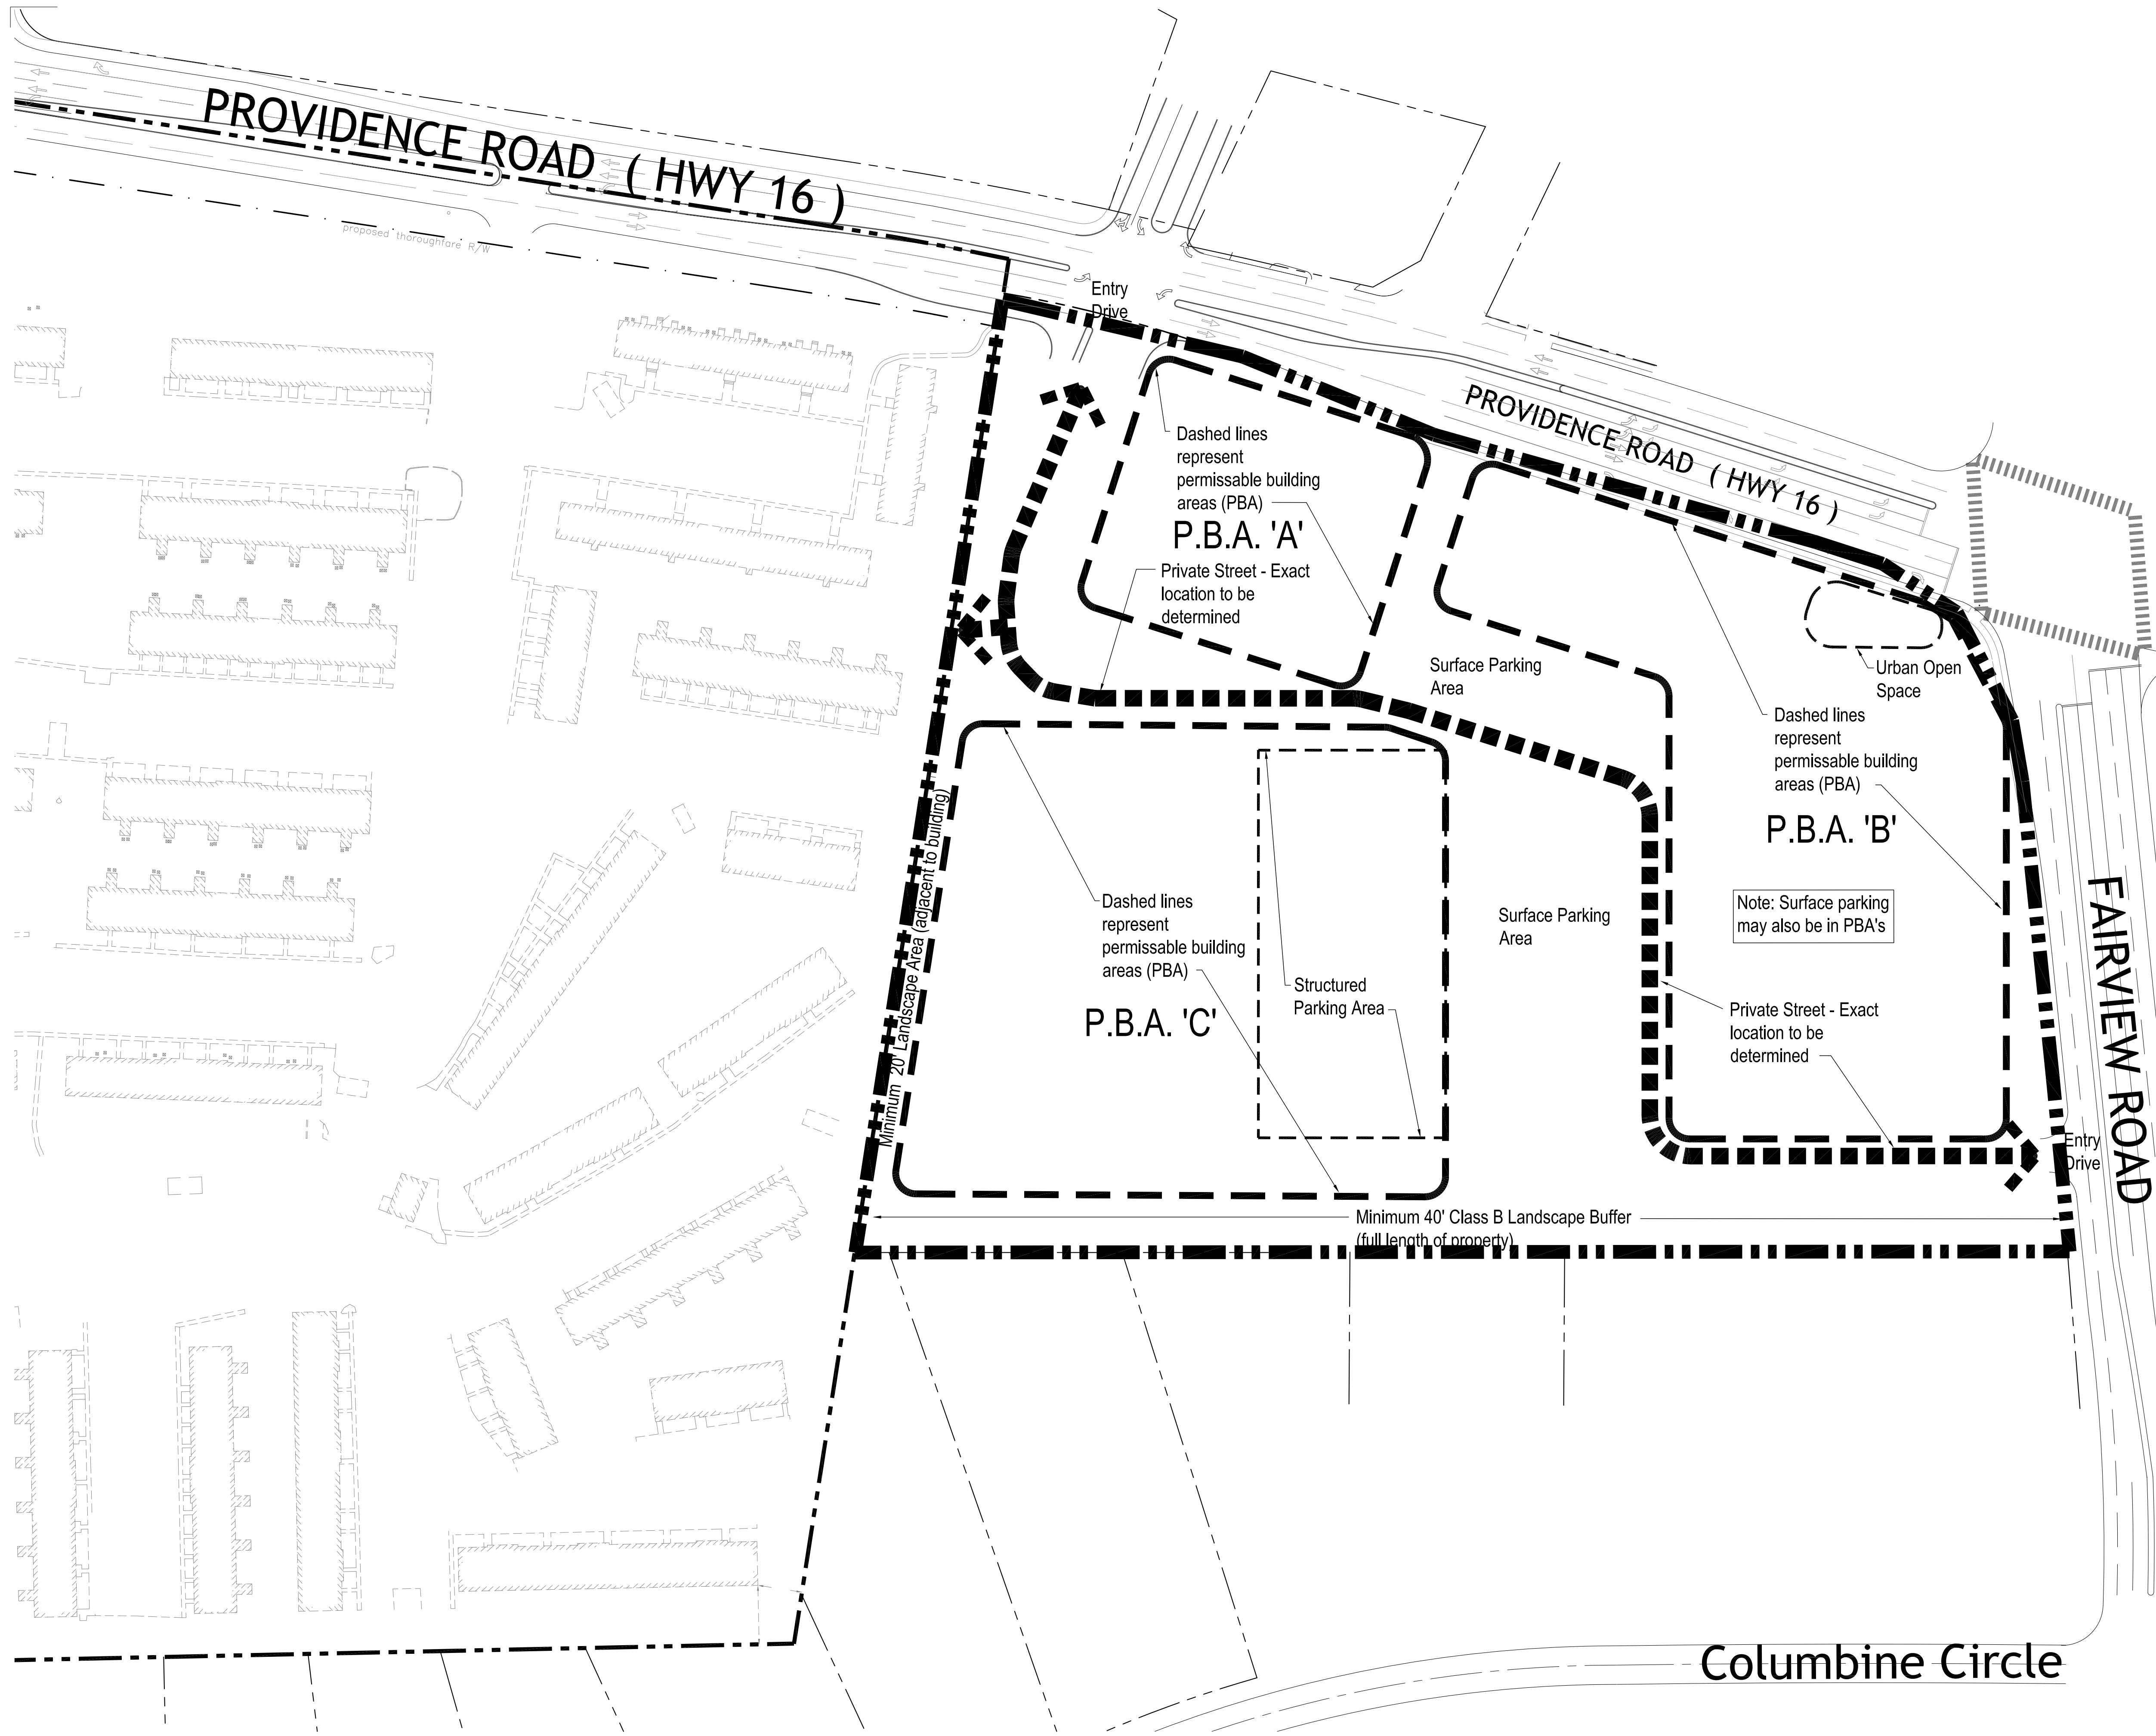 PROVIDENCE ROAD ( HWY 16 )
proposed thoroughfare R/W
Entry
Drive
PROVIDENCE ROAD ( HWY 16 )
Dashed lines
represent
permissable building
areas (PBA)
P.B.A. 'A'
Private Street - Exact
location to be
determined
Surface Parking
Area
Urban Open
Space
Dashed lines
represent
permissable building
areas (PBA)
P.B.A. 'B'
Note: Surface parking
may also be in PBA's
Minimum 20' Landscape Area (adjacent to building)
Dashed lines
represent
permissable building
areas (PBA)
P.B.A. 'C'
Structured
Parking Area
Surface Parking
Area
Private Street - Exact
location to be
determined
FAIRVIEW ROAD
Entry
Drive
Minimum 40' Class B Landscape Buffer
(full length of property)
Columbine Circle